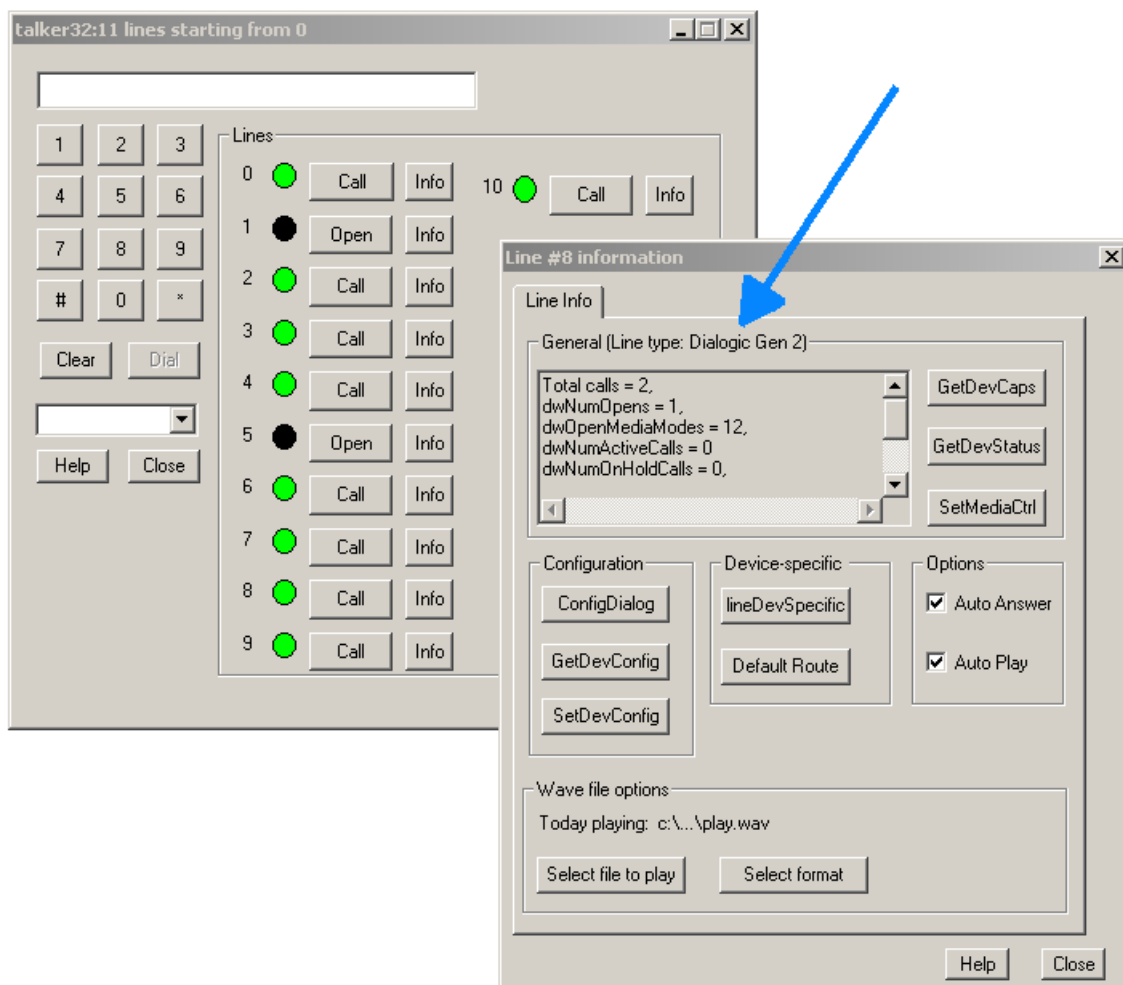 talker32:11 lines starting from 0
1 2 3
4 5 6
7 8 9
# 0 *
Clear Dial
Help Close
Lines
0 Call Info
1 Open Info
2 Call Info
3 Call Info
4 Call Info
5 Open Info
6 Call Info
7 Call Info
8 Call Info
9 Call Info
10 Call Info
Line #8 information
Line Info
General (Line type: Dialogic Gen 2)
Total calls = 2,
dwNumOpens = 1,
dwOpenMediaModes = 12,
dwNumActiveCalls = 0
dwNumOnHoldCalls = 0,
GetDevCaps
GetDevStatus
SetMediaCtrl
Configuration
ConfigDialog
GetDevConfig
SetDevConfig
Device-specific
lineDevSpecific
Default Route
Options
Auto Answer
Auto Play
Wave file options
Today playing: c:\...\play.wav
Select file to play Select format
Help Close